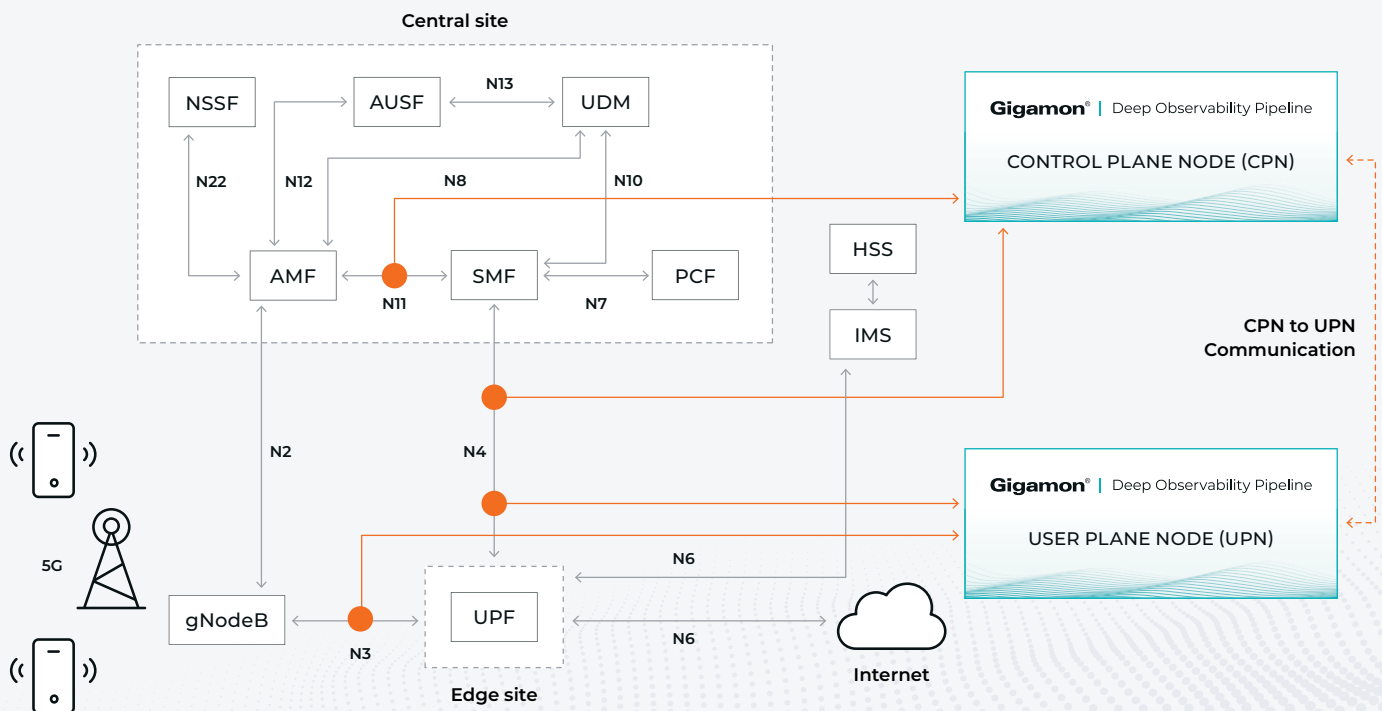 Central site
NSSF
AUSF
N13
UDM
Gigamon® | Deep Observability Pipeline
CONTROL PLANE NODE (CPN)
N22
N12
N8
N10
AMF
SMF
PCF
HSS
N11
N7
IMS
CPN to UPN
Communication
N2
N4
Gigamon® | Deep Observability Pipeline
USER PLANE NODE (UPN)
5G
N6
gNodeB
UPF
N3
N6
Internet
Edge site